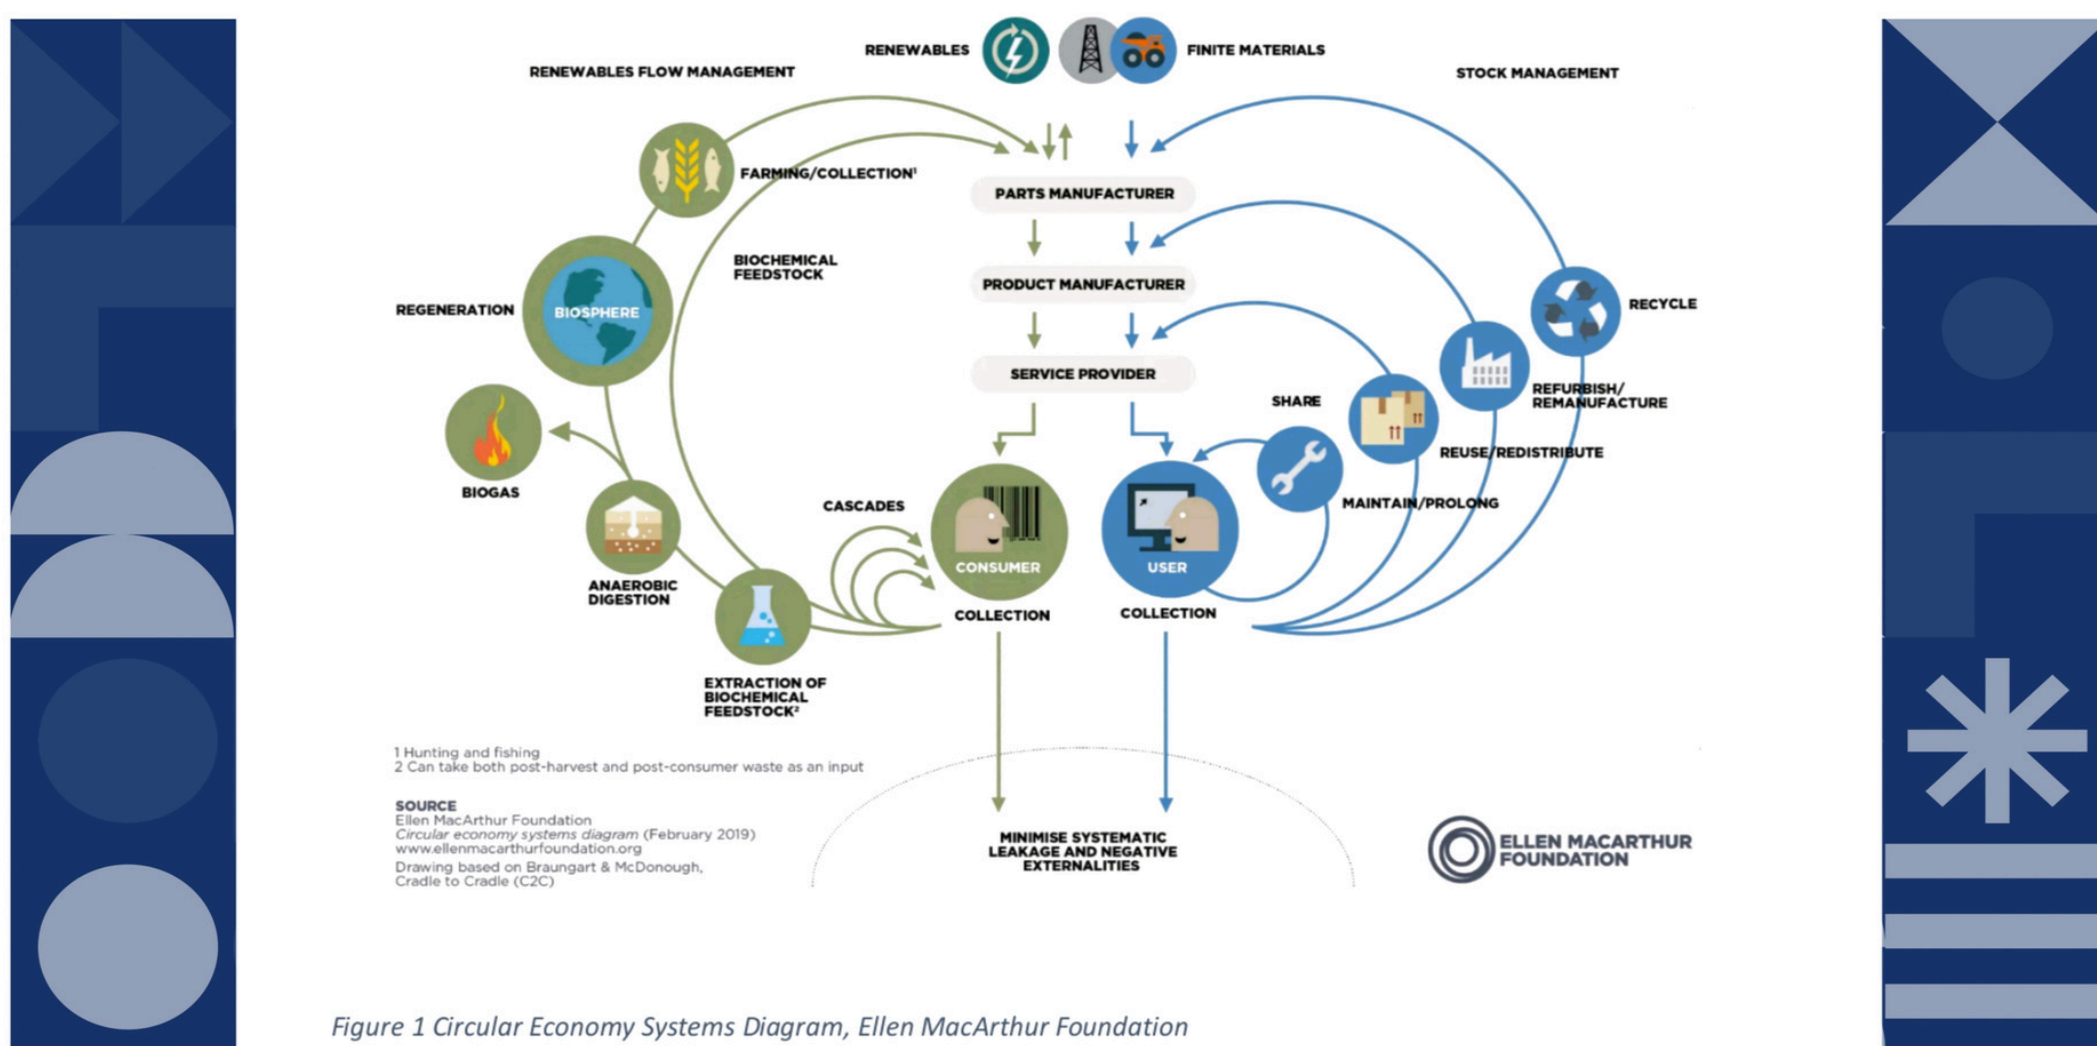 RENEWABLES
FINITE MATERIALS
RENEWABLES FLOW MANAGEMENT
STOCK MANAGEMENT
FARMING/COLLECTION¹
PARTS MANUFACTURER
BIOCHEMICAL
FEEDSTOCK
PRODUCT MANUFACTURER
REGENERATION
BIOSPHERE
RECYCLE
SERVICE PROVIDER
SHARE
REFURBISH/
REMANUFACTURE
REUSE/REDISTRIBUTE
MAINTAIN/PROLONG
BIOGAS
CASCADES
CONSUMER
USER
ANAEROBIC
DIGESTION
COLLECTION
COLLECTION
EXTRACTION OF
BIOCHEMICAL
FEEDSTOCK²
1 Hunting and fishing
2 Can take both post-harvest and post-consumer waste as an input
SOURCE
Ellen MacArthur Foundation
Circular economy systems diagram (February 2019)
www.ellenmacarthurfoundation.org
Drawing based on Braungart & McDonough,
Cradle to Cradle (C2C)
MINIMISE SYSTEMATIC
LEAKAGE AND NEGATIVE
EXTERNALITIES
ELLEN MACARTHUR
FOUNDATION
Figure 1 Circular Economy Systems Diagram, Ellen MacArthur Foundation